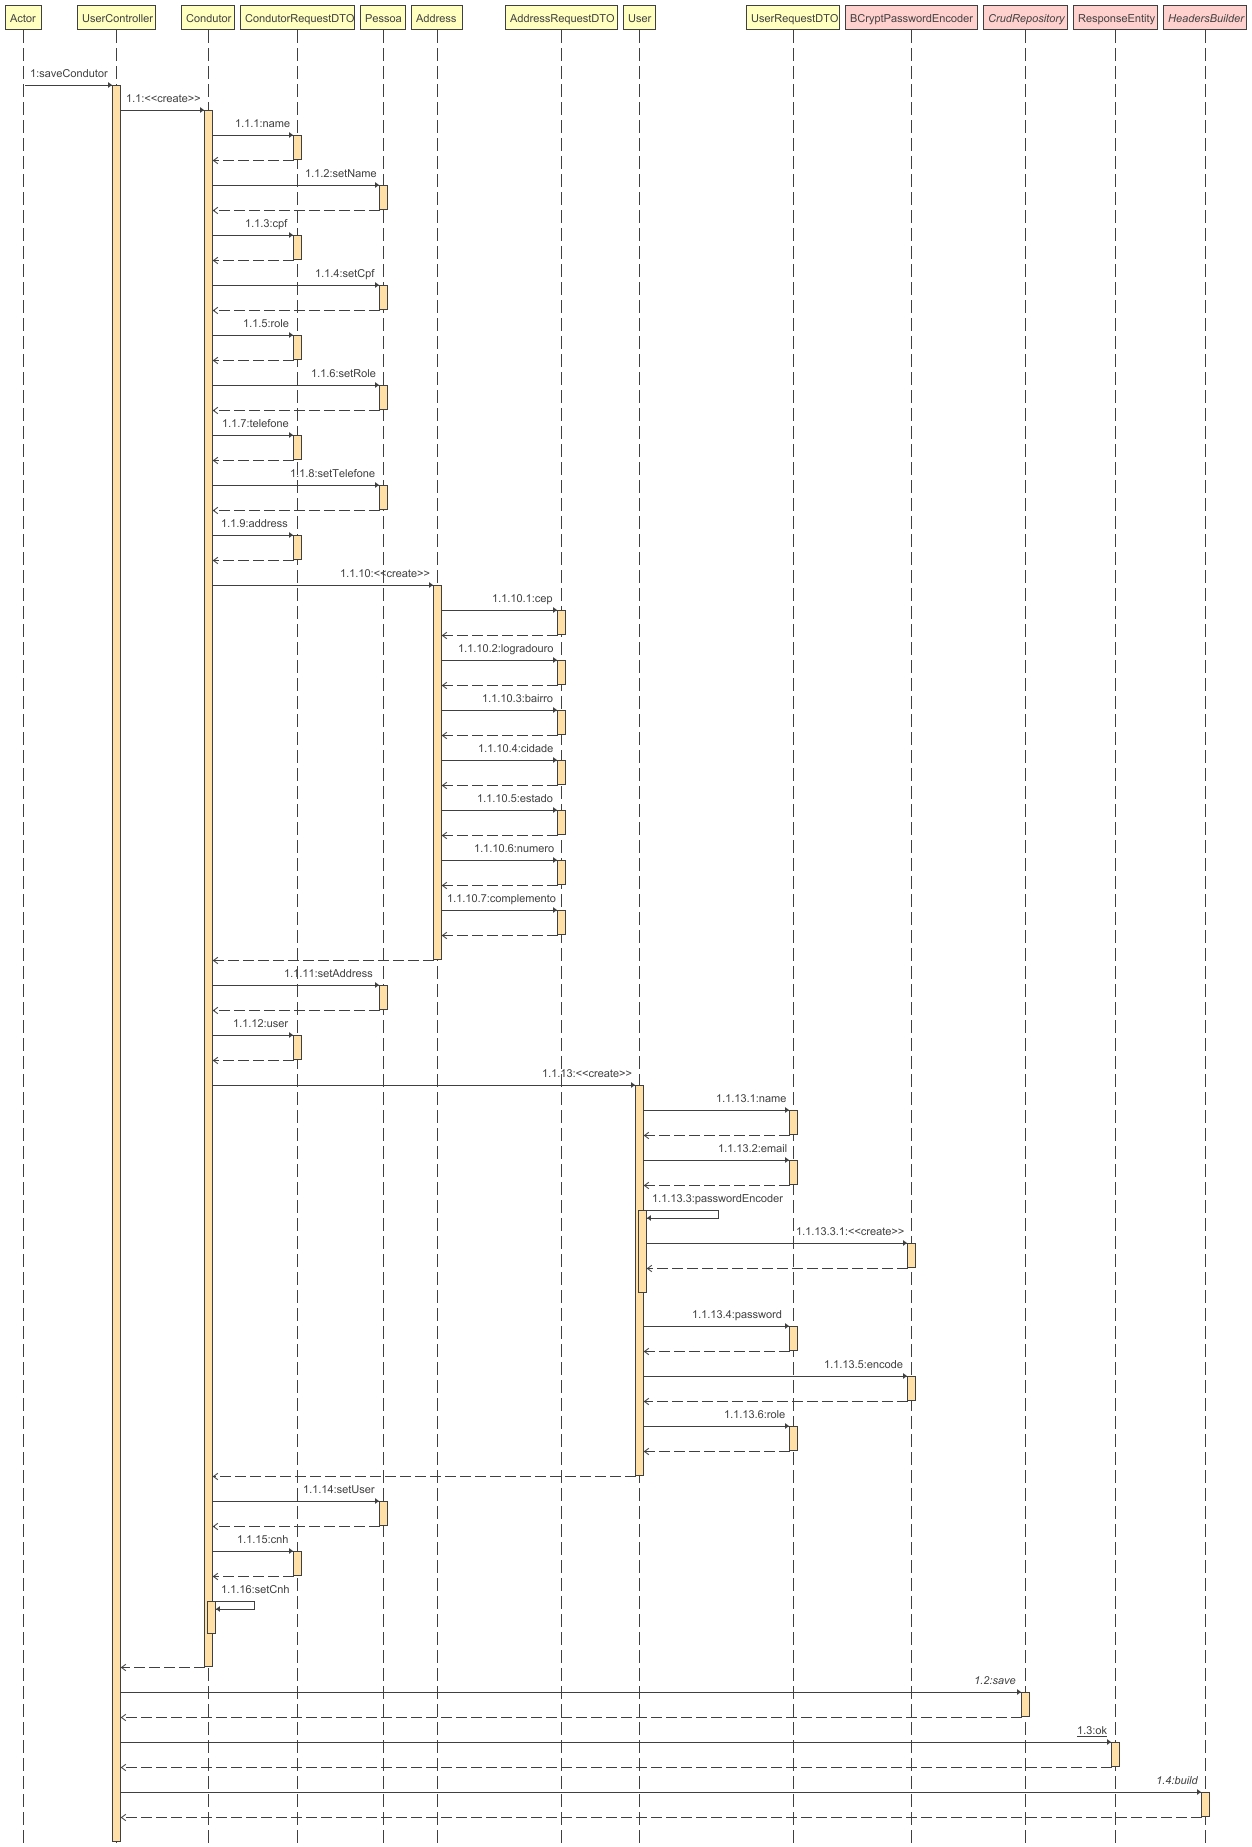 Actor UserController Condutor CondutorRequestDTO Pessoa Address AddressRequestDTO User UserRequestDTO BCryptPasswordEncoder CrudRepository ResponseEntity HeadersBuilder
1:saveCondutor
1.1:<<create>>
1.1.1:name
1.1.2:setName
1.1.3:cpf
1.1.4:setCpf
1.1.5:role
1.1.6:setRole
1.1.7:telefone
1.1.8:setTelefone
1.1.9:address
1.1.10:<<create>>
1.1.10.1:cep
1.1.10.2:logradouro
1.1.10.3:bairro
1.1.10.4:cidade
1.1.10.5:estado
1.1.10.6:numero
1.1.10.7:complemento
1.1.11:setAddress
1.1.12:user
1.1.13:<<create>>
1.1.13.1:name
1.1.13.2:email
1.1.13.3:passwordEncoder
1.1.13.3.1:<<create>>
1.1.13.4:password
1.1.13.5:encode
1.1.13.6:role
1.1.14:setUser
1.1.15:cnh
1.1.16:setCnh
1.2:save
1.3:ok
1.4:build